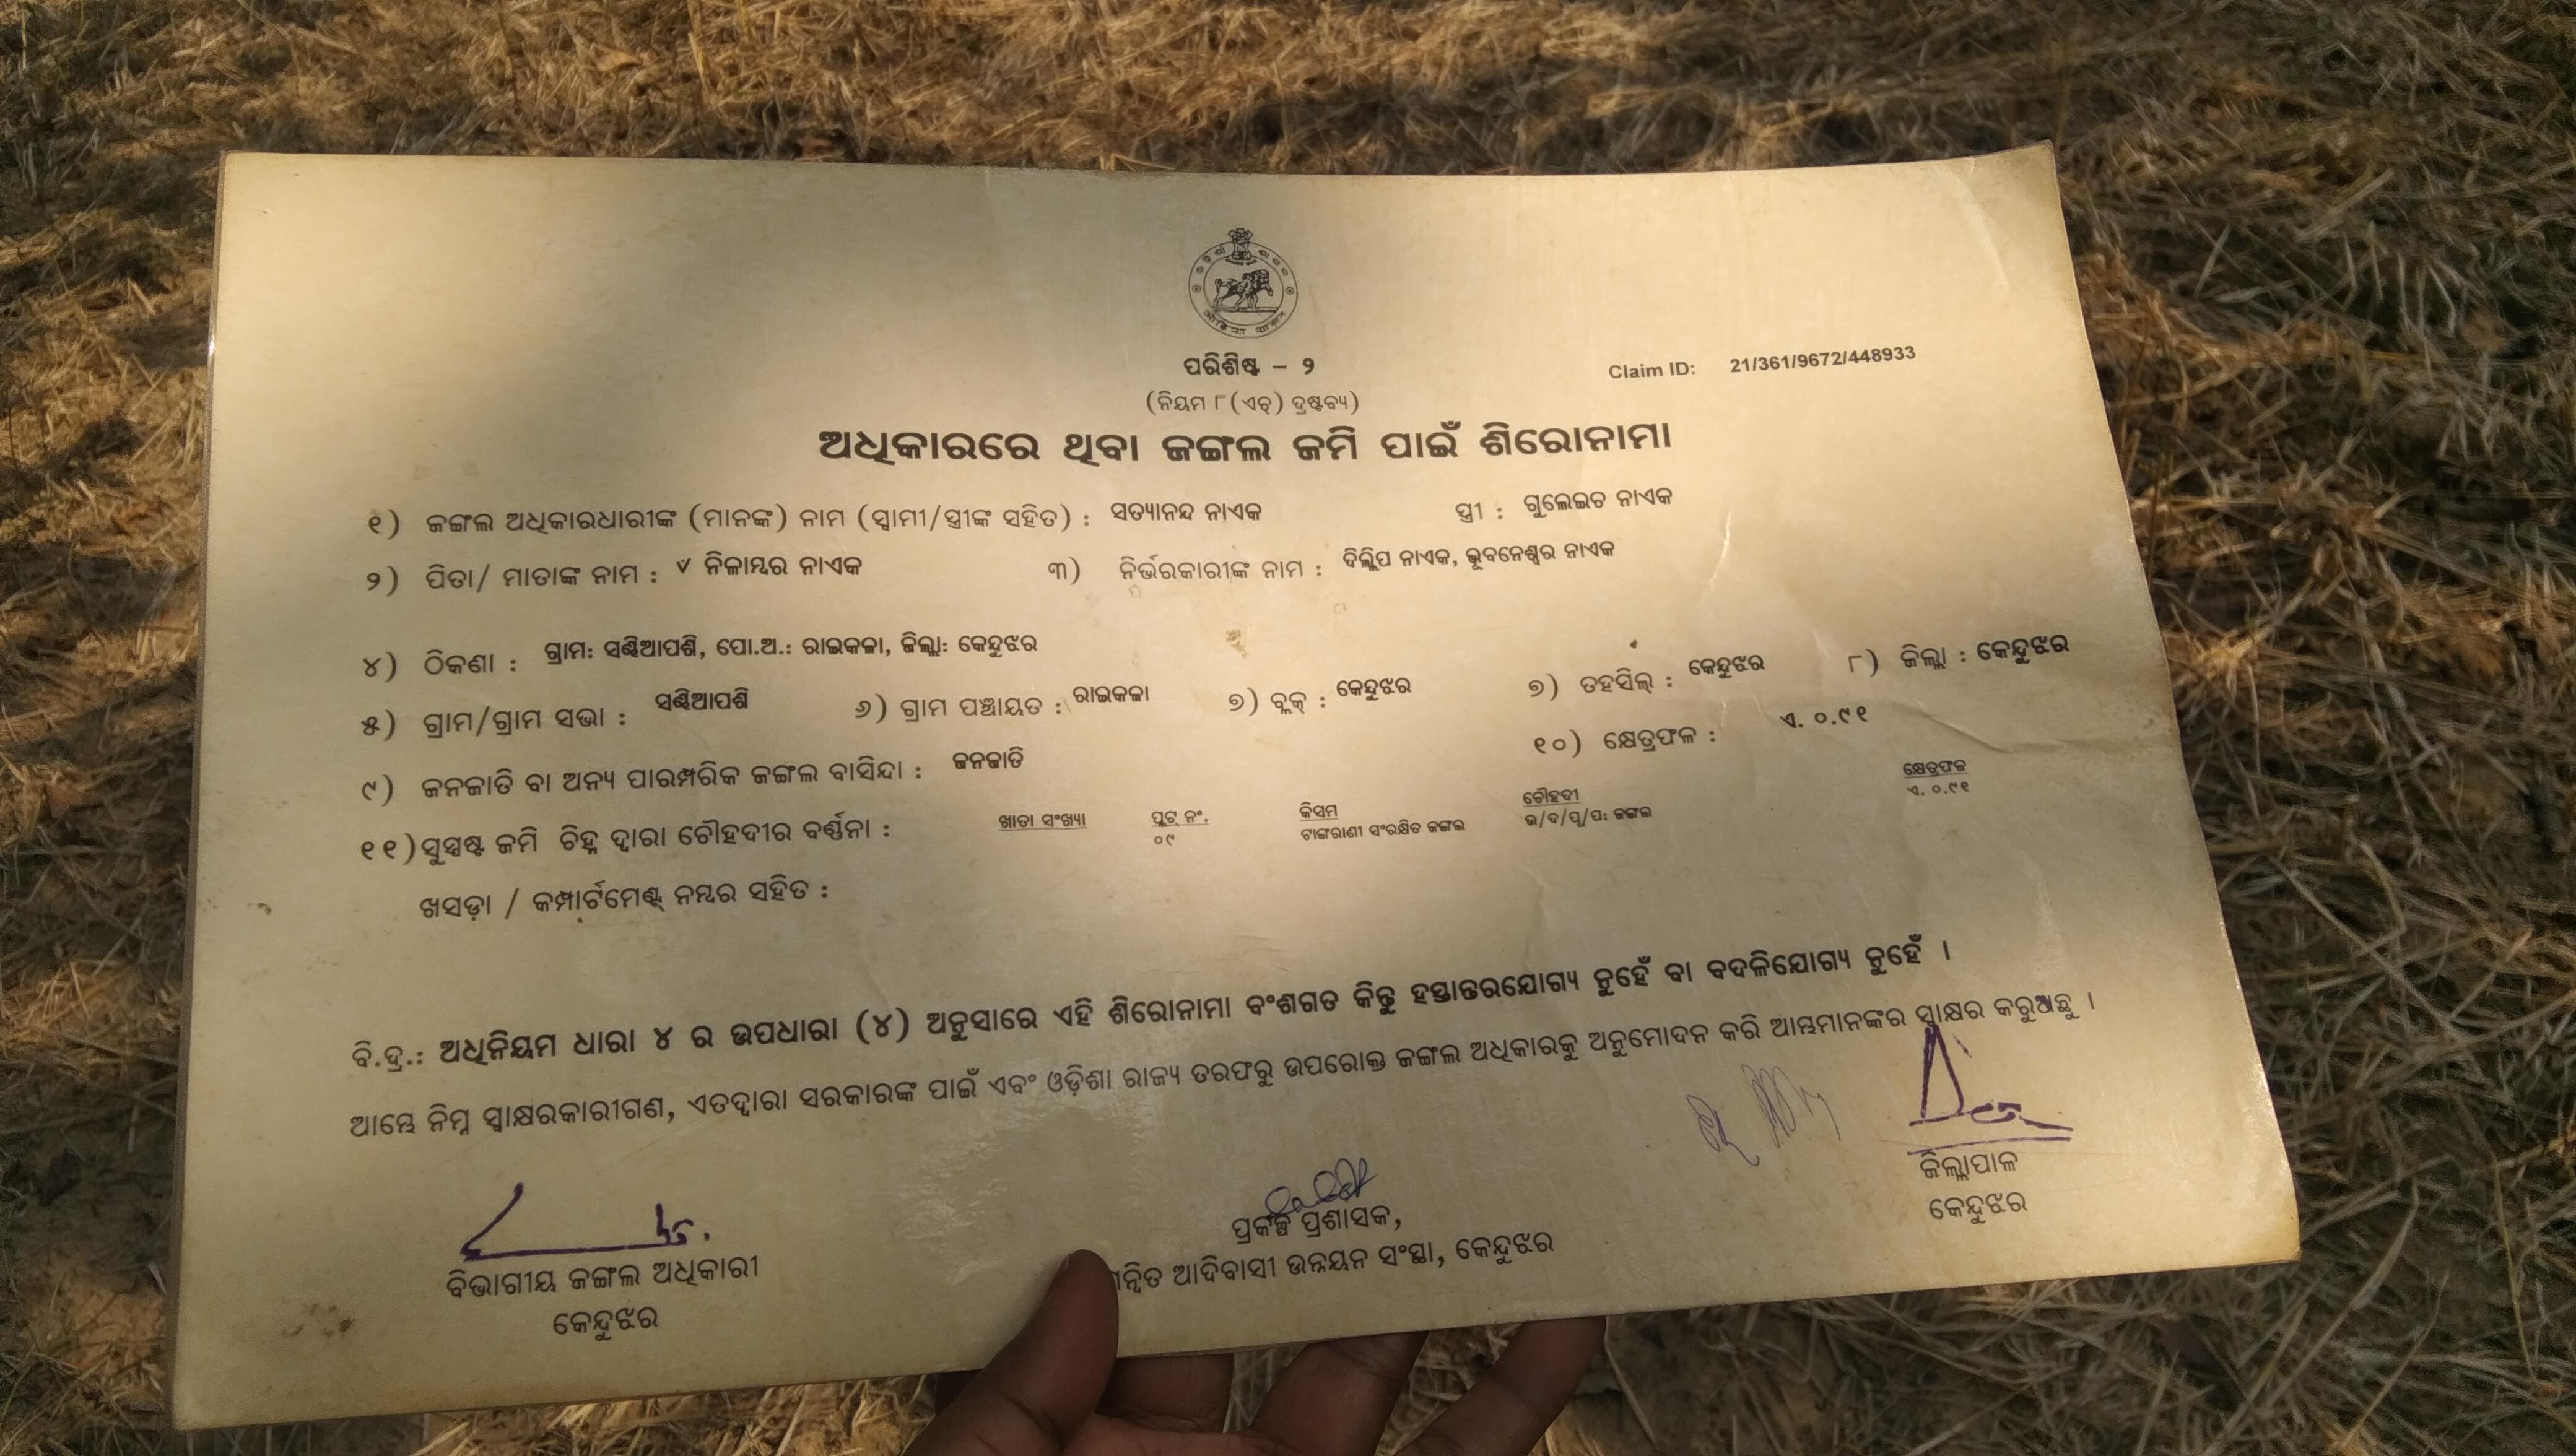 ପରିଶିଷ୍ଟ – ୨
Claim ID: 21/361/9672/448933
(ନିୟମ ୮(ଏଚ୍) ଦ୍ରଷ୍ଟବ୍ୟ)
ଅଧିକାରରେ ଥିବା ଜଙ୍ଗଲ ଜମି ପାଇଁ ଶିରୋନାମା
୧) ଜଙ୍ଗଲ ଅଧିକାରଧାରୀଙ୍କ (ମାନଙ୍କ) ନାମ (ସ୍ୱାମୀ/ସ୍ତ୍ରୀଙ୍କ ସହିତ) : ସତ୍ୟାନନ୍ଦ ନାଏକ ସ୍ତ୍ରୀ : ଗୁଲେଇଚ ନାଏକ
୨) ପିତା/ ମାତାଙ୍କ ନାମ : ନିଳାମ୍ବର ନାଏକ ୩) ନିର୍ଭରକାରୀଙ୍କ ନାମ : ଦିଲ୍ଲିପ ନାଏକ, ଭୂବନେଶ୍ୱର ନାଏକ
୪) ଠିକଣା : ଗ୍ରାମ: ସଣ୍ଢିଆପଶି, ପୋ.ଅ.: ରାଇକଳା, ଜିଲ୍ଲା: କେନ୍ଦୁଝର
୫) ଗ୍ରାମ/ଗ୍ରାମ ସଭା : ସଣ୍ଢିଆପଶି ୬) ଗ୍ରାମ ପଞ୍ଚାୟତ : ରାଇକଳା ୭) ବ୍ଲକ୍ : କେନ୍ଦୁଝର ୭) ତହସିଲ୍ : କେନ୍ଦୁଝର ୮) ଜିଲ୍ଲା : କେନ୍ଦୁଝର
୯) ଜନଜାତି ବା ଅନ୍ୟ ପାରମ୍ପରିକ ଜଙ୍ଗଲ ବାସିନ୍ଦା : ଜନଜାତି ୧୦) କ୍ଷେତ୍ରଫଳ : ଏ. ୦.୯୧
୧୧) ସୁସ୍ପଷ୍ଟ ଜମି ଚିହ୍ନ ଦ୍ୱାରା ଚୌହଦୀର ବର୍ଣ୍ଣନା : ଖାତା ସଂଖ୍ୟା ପ୍ଲଟ୍ ନଂ. କିସମ ଚୌହଦୀ କ୍ଷେତ୍ରଫଳ
୦୯ ଟାଙ୍ଗରାଣୀ ସଂରକ୍ଷିତ ଜଙ୍ଗଲ ଉ/ଦ/ପୂ/ପ: ଜଙ୍ଗଲ ଏ. ୦.୯୧
ଖସଡ଼ା / କମ୍ପାର୍ଟମେଣ୍ଟ୍ ନମ୍ବର ସହିତ :
ବି.ଦ୍ର.: ଅଧିନିୟମ ଧାରା ୪ ର ଉପଧାରା (୪) ଅନୁସାରେ ଏହି ଶିରୋନାମା ବଂଶଗତ କିନ୍ତୁ ହସ୍ତାନ୍ତରଯୋଗ୍ୟ ନୁହେଁ ବା ବଦଳିଯୋଗ୍ୟ ନୁହେଁ ।
ଆମ୍ଭେ ନିମ୍ନ ସ୍ୱାକ୍ଷରକାରୀଗଣ, ଏତଦ୍ୱାରା ସରକାରଙ୍କ ପାଇଁ ଏବଂ ଓଡ଼ିଶା ରାଜ୍ୟ ତରଫରୁ ଉପରୋକ୍ତ ଜଙ୍ଗଲ ଅଧିକାରକୁ ଅନୁମୋଦନ କରି ଆମ୍ଭମାନଙ୍କର ସ୍ୱାକ୍ଷର କରୁଅଛୁ ।
ବିଭାଗୀୟ ଜଙ୍ଗଲ ଅଧିକାରୀ
କେନ୍ଦୁଝର
ପ୍ରକଳ୍ପ ପ୍ରଶାସକ,
ଆଦିବାସୀ ଉନ୍ନୟନ ସଂସ୍ଥା, କେନ୍ଦୁଝର
ଜିଲ୍ଲାପାଳ
କେନ୍ଦୁଝର